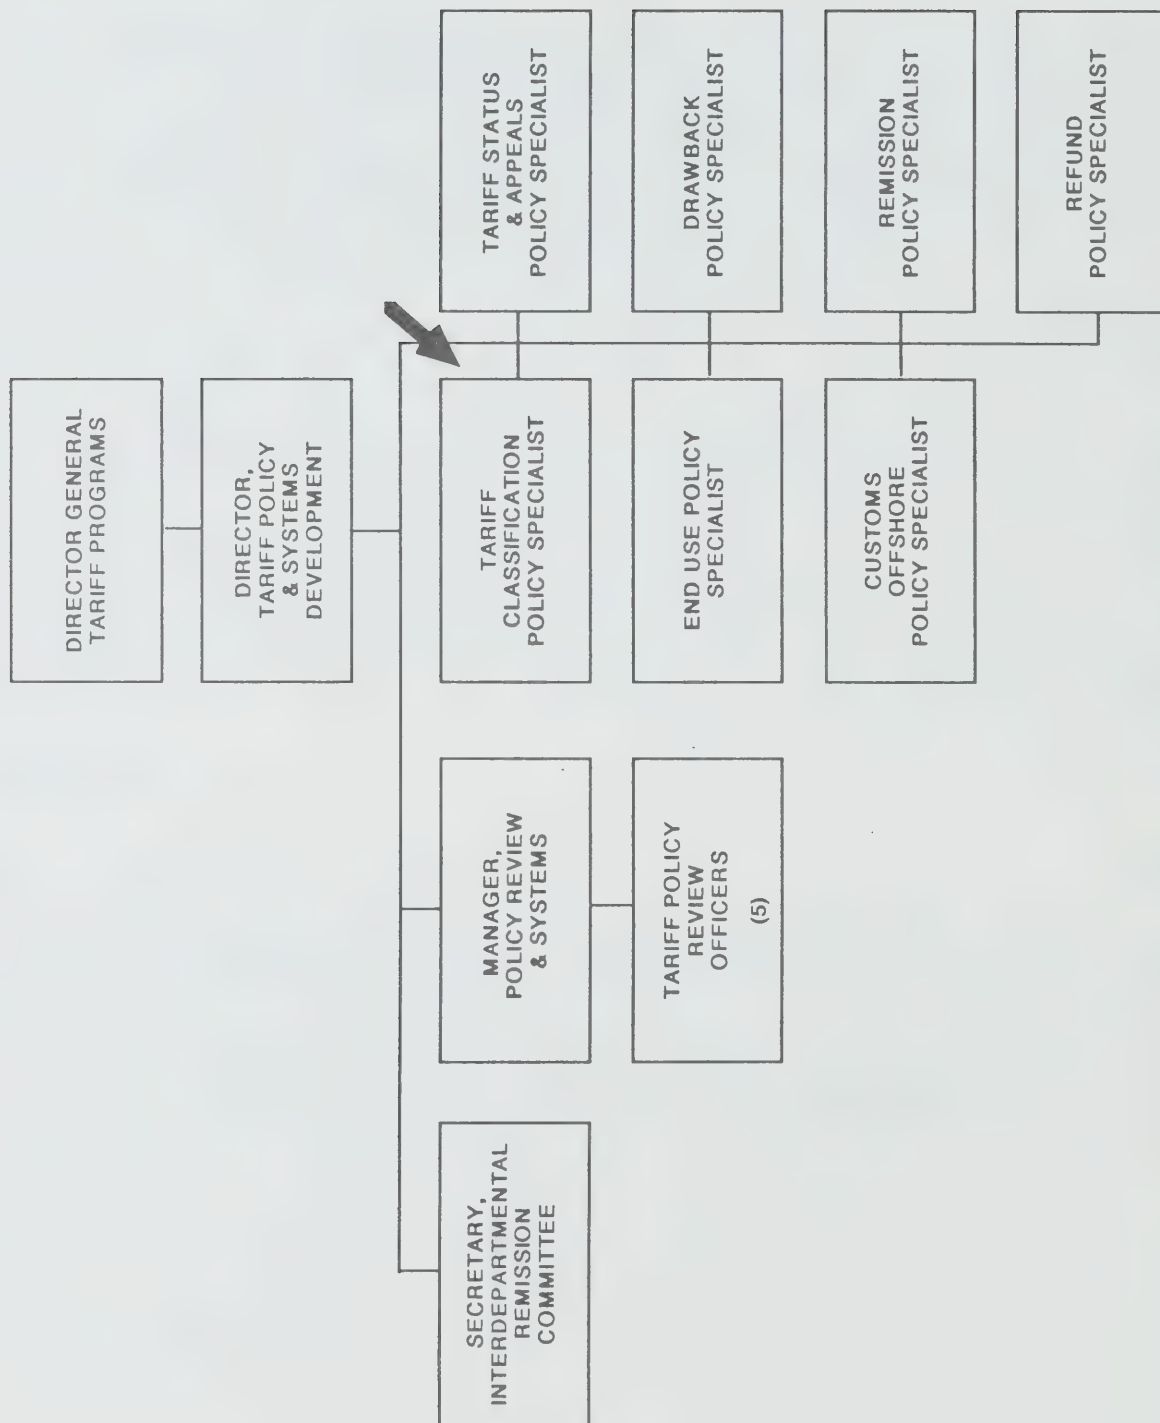 DIRECTOR GENERAL
TARIFF PROGRAMS
DIRECTOR,
TARIFF POLICY
& SYSTEMS
DEVELOPMENT
SECRETARY,
INTERDEPARTMENTAL
REMISSION
COMMITTEE
MANAGER,
POLICY REVIEW
& SYSTEMS
TARIFF POLICY
REVIEW
OFFICERS
(5)
TARIFF
CLASSIFICATION
POLICY SPECIALIST
TARIFF STATUS
& APPEALS
POLICY SPECIALIST
END USE POLICY
SPECIALIST
DRAWBACK
POLICY SPECIALIST
CUSTOMS
OFFSHORE
POLICY SPECIALIST
REMISSION
POLICY SPECIALIST
REFUND
POLICY SPECIALIST